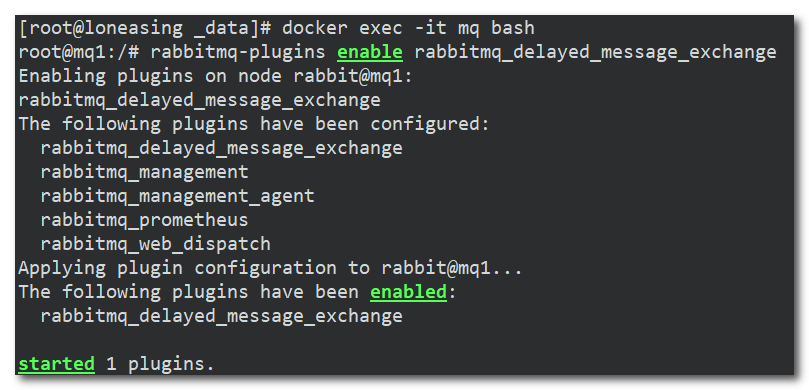 [root@loneasing _data]# docker exec -it mq bash
root@mq1:/# rabbitmq-plugins enable rabbitmq_delayed_message_exchange
Enabling plugins on node rabbit@mq1:
rabbitmq_delayed_message_exchange
The following plugins have been configured:
  rabbitmq_delayed_message_exchange
  rabbitmq_management
  rabbitmq_management_agent
  rabbitmq_prometheus
  rabbitmq_web_dispatch
Applying plugin configuration to rabbit@mq1...
The following plugins have been enabled:
  rabbitmq_delayed_message_exchange

started 1 plugins.